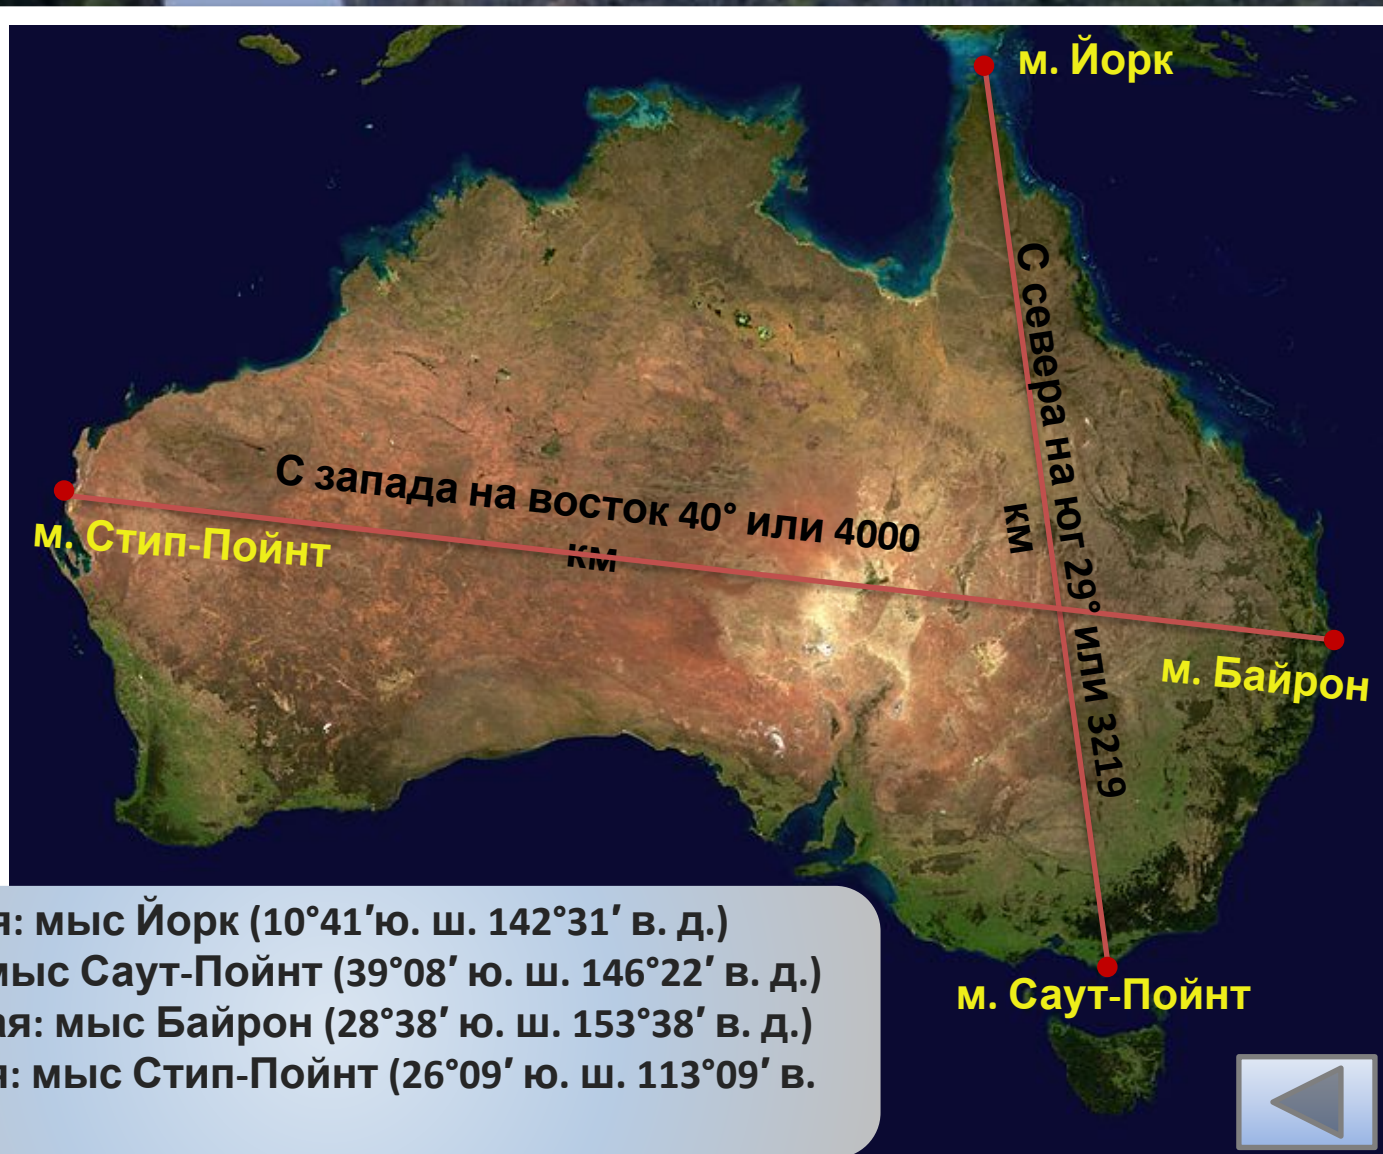 м. Йорк
С севера на юг 29° или 3219
км
С запада на восток 40° или 4000
км
м. Стип-Пойнт
м. Байрон
м. Саут-Пойнт
я: мыс Йорк (10°41′ю. ш. 142°31′ в. д.)
мыс Саут-Пойнт (39°08′ ю. ш. 146°22′ в. д.)
ая: мыс Байрон (28°38′ ю. ш. 153°38′ в. д.)
я: мыс Стип-Пойнт (26°09′ ю. ш. 113°09′ в.